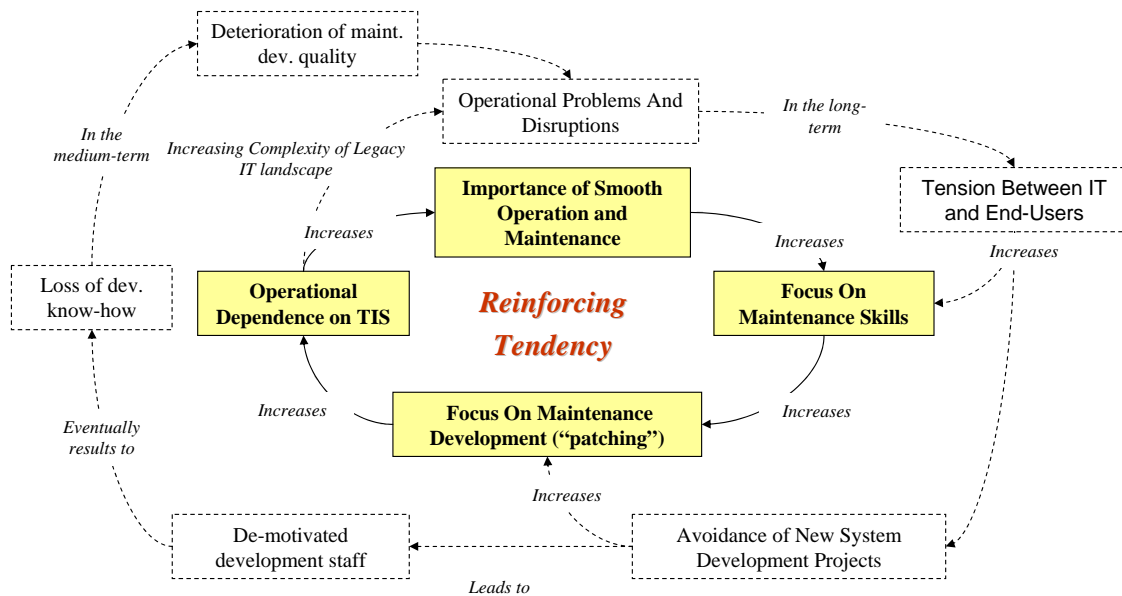 Deterioration of maint.
dev. quality
Operational Problems And
Disruptions
In the long-
term
In the
medium-term
Increasing Complexity of Legacy
IT landscape
Importance of Smooth
Operation and
Maintenance
Tension Between IT
and End-Users
Increases
Increases
Increases
Loss of dev.
know-how
Operational
Dependence on TIS
Reinforcing
Tendency
Focus On
Maintenance Skills
Increases
Focus On Maintenance
Development (“patching”)
Increases
Eventually
results to
Increases
De-motivated
development staff
Avoidance of New System
Development Projects
Leads to